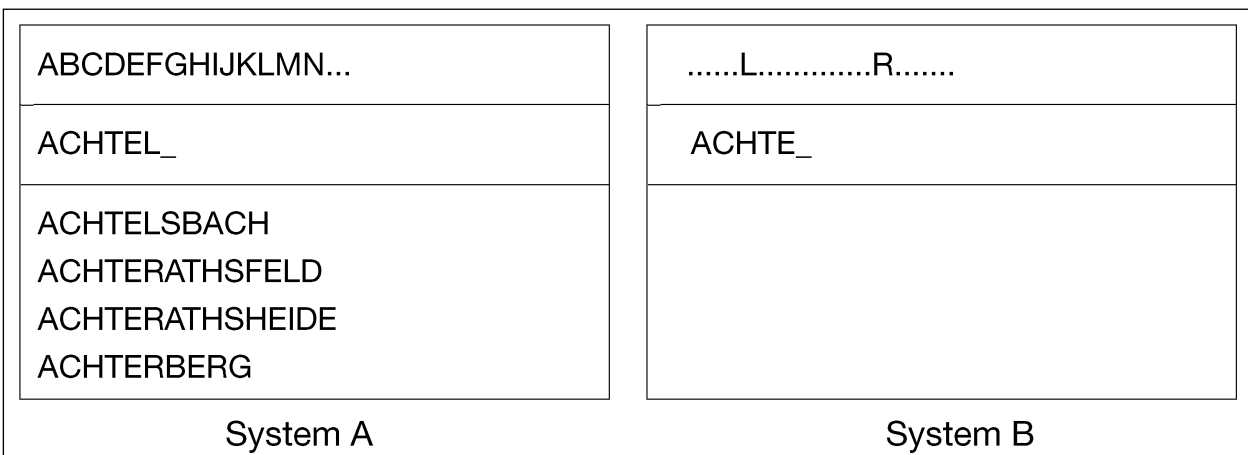 ABCDEFGHIJKLMN...
ACHTEL_
ACHTELSBACH
ACHTERATHSFELD
ACHTERATHSHEIDE
ACHTERBERG
System A
......L.............R.......
ACHTE_
System B